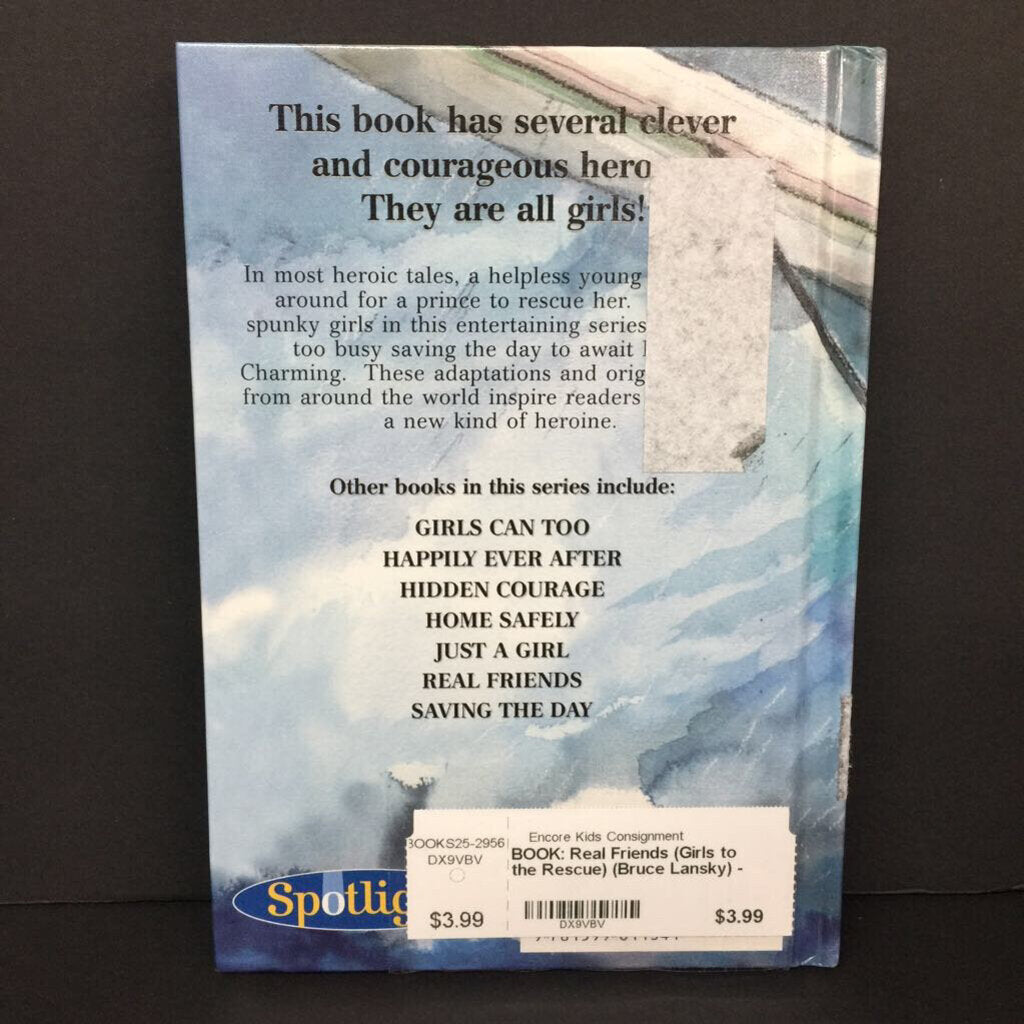 This book has several clever
and courageous hero
They are all girls!
In most heroic tales, a helpless young
around for a prince to rescue her.
spunky girls in this entertaining series
too busy saving the day to await
Charming. These adaptations and orig
from around the world inspire readers
a new kind of heroine.
Other books in this series include:
GIRLS CAN TOO
HAPPILY EVER AFTER
HIDDEN COURAGE
HOME SAFELY
JUST A GIRL
REAL FRIENDS
SAVING THE DAY
Spotlig
BOOKS25-2956
DX9VBV
$3.99
Encore Kids Consignment
BOOK: Real Friends (Girls to
the Rescue) (Bruce Lansky) -
DX9VBV
$3.99